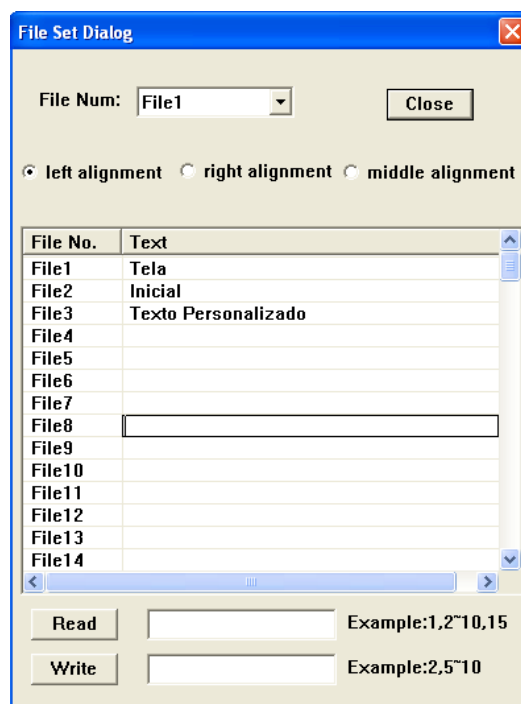 File Set Dialog
File Num: File1 Close
left alignment right alignment middle alignment
File No. Text
File1 Tela
File2 Inicial
File3 Texto Personalizado
File4
File5
File6
File7
File8
File9
File10
File11
File12
File13
File14
Read Example:1,2~10,15
Write Example:2,5~10